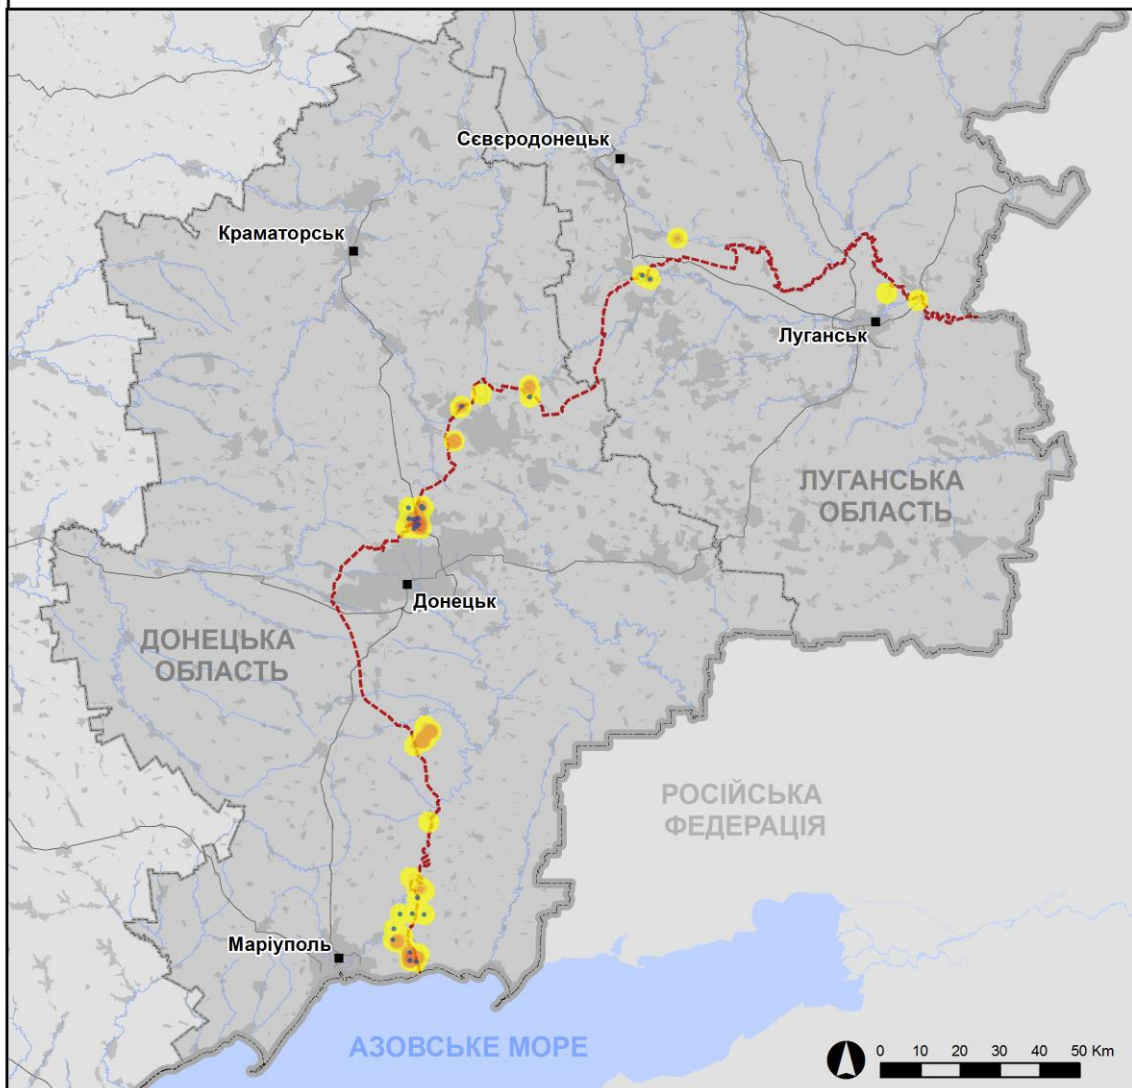 Сєвєродонецьк
Краматорськ
Луганськ
ЛУГАНСЬКА
ОБЛАСТЬ
Донецьк
ДОНЕЦЬКА
ОБЛАСТЬ
РОСІЙСЬКА
ФЕДЕРАЦІЯ
Маріуполь
АЗОВСЬКЕ МОРЕ
0 10 20 30 40 50 Km